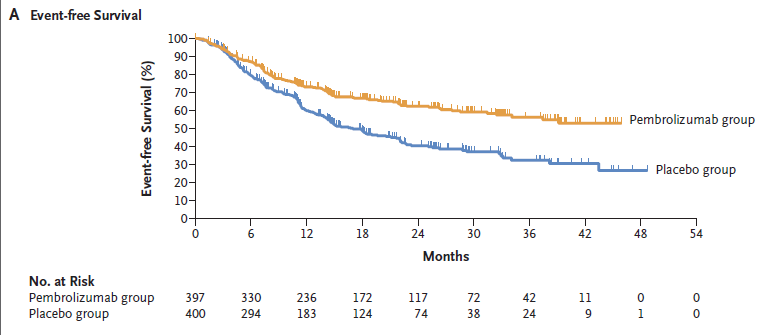 A Event-free Survival
Event-free Survival (%)
100
90
80
70
60
50
40
30
20
10
0
Pembrolizumab group
Placebo group
0 6 12 18 24 30 36 42 48 54
Months
No. at Risk
Pembrolizumab group 397 330 236 172 117 72 42 11 0 0
Placebo group 400 294 183 124 74 38 24 9 1 0